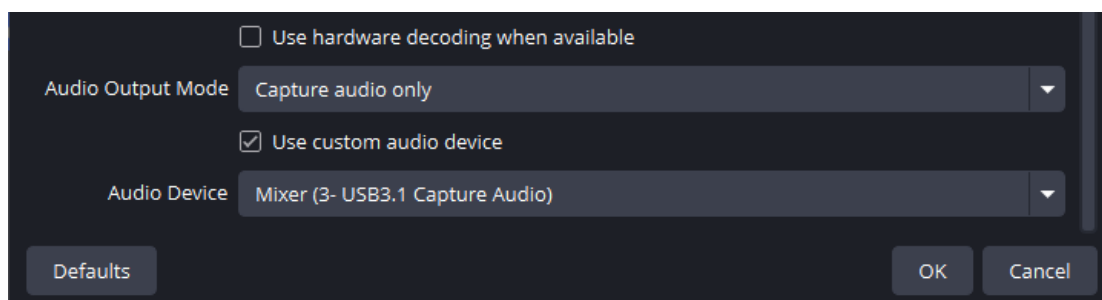 Use hardware decoding when available
Audio Output Mode Capture audio only
Use custom audio device
Audio Device Mixer (3- USB3.1 Capture Audio)
Defaults OK Cancel